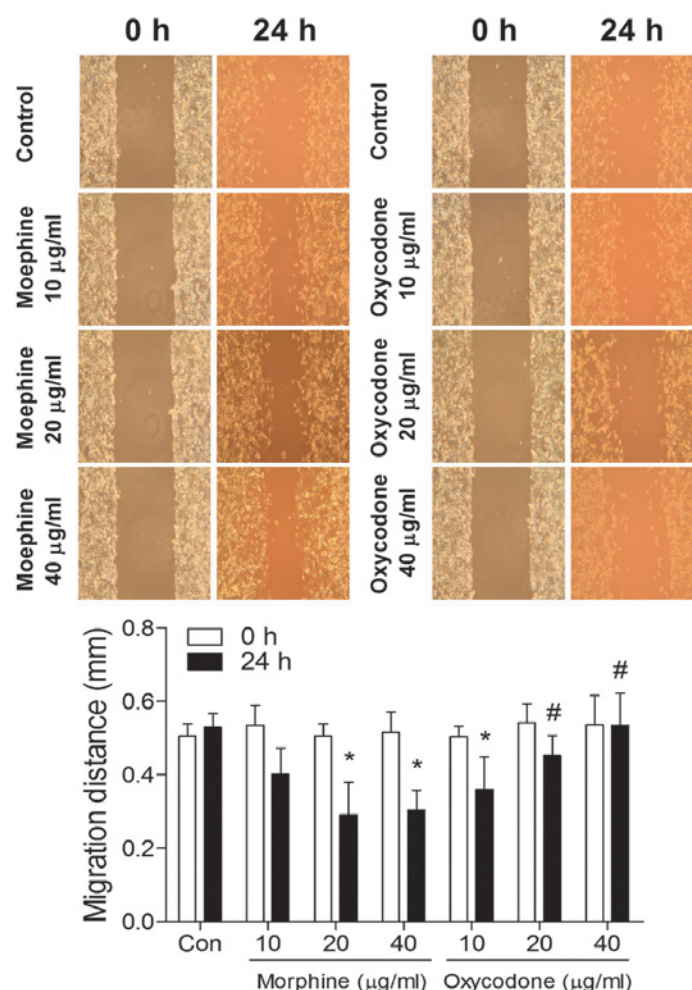 0 h 24 h 0 h 24 h
Control Control
Moephine
10 μg/ml
Oxycodone
10 μg/ml
Moephine
20 μg/ml
Oxycodone
20 μg/ml
Moephine
40 μg/ml
Oxycodone
40 μg/ml
Migration distance (mm)
0.8
0.6
0.4
0.2
0.0
0 h
24 h
* * * # #
Con 10 20 40 10 20 40
Morphine (μg/ml) Oxycodone (μg/ml)